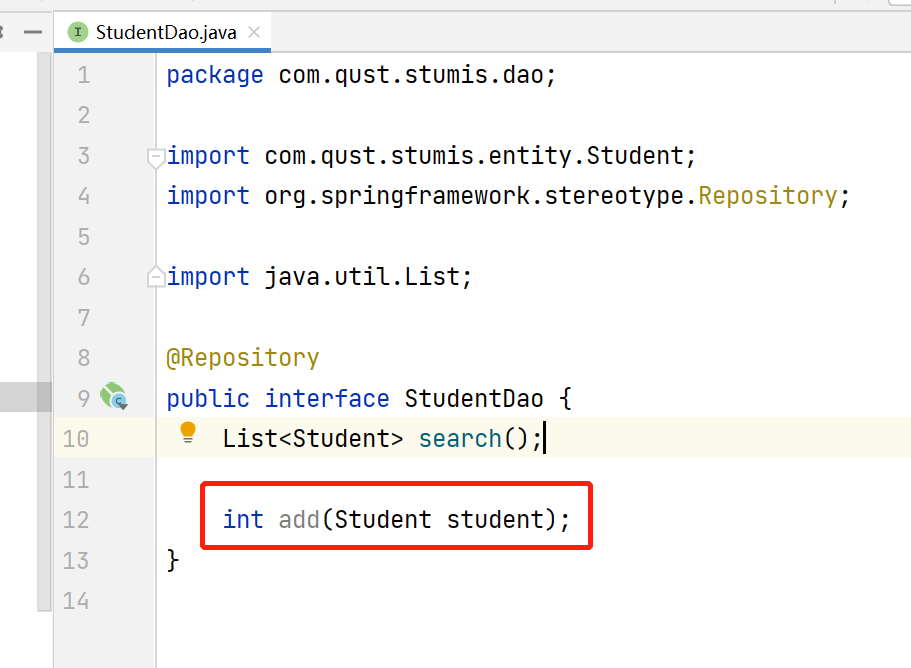 StudentDao.java
1 package com.qust.stumis.dao;
2
3 import com.qust.stumis.entity.Student;
4 import org.springframework.stereotype.Repository;
5
6 import java.util.List;
7
8 @Repository
9 public interface StudentDao {
10 List<Student> search();
11
12 int add(Student student);
13 }
14